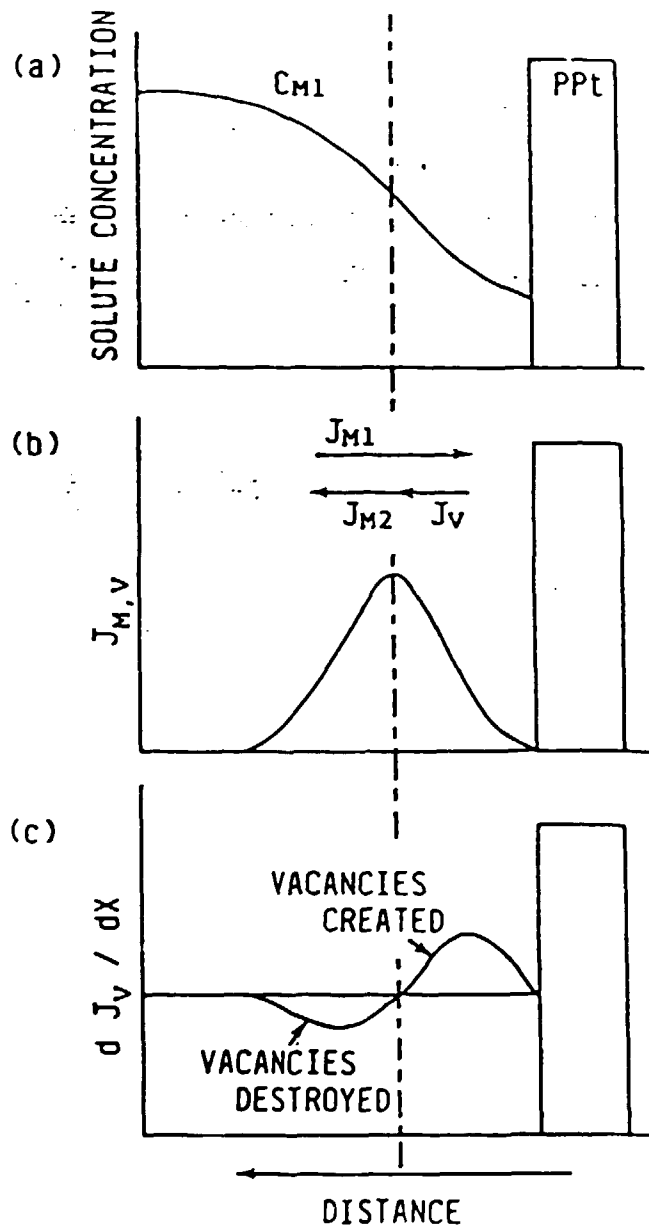 (a)
SOLUTE CONCENTRATION
CM1
PPt
(b)
JM1
JM2
JV
JM,V
(c)
d JV / dX
VACANCIES
CREATED
VACANCIES
DESTROYED
DISTANCE